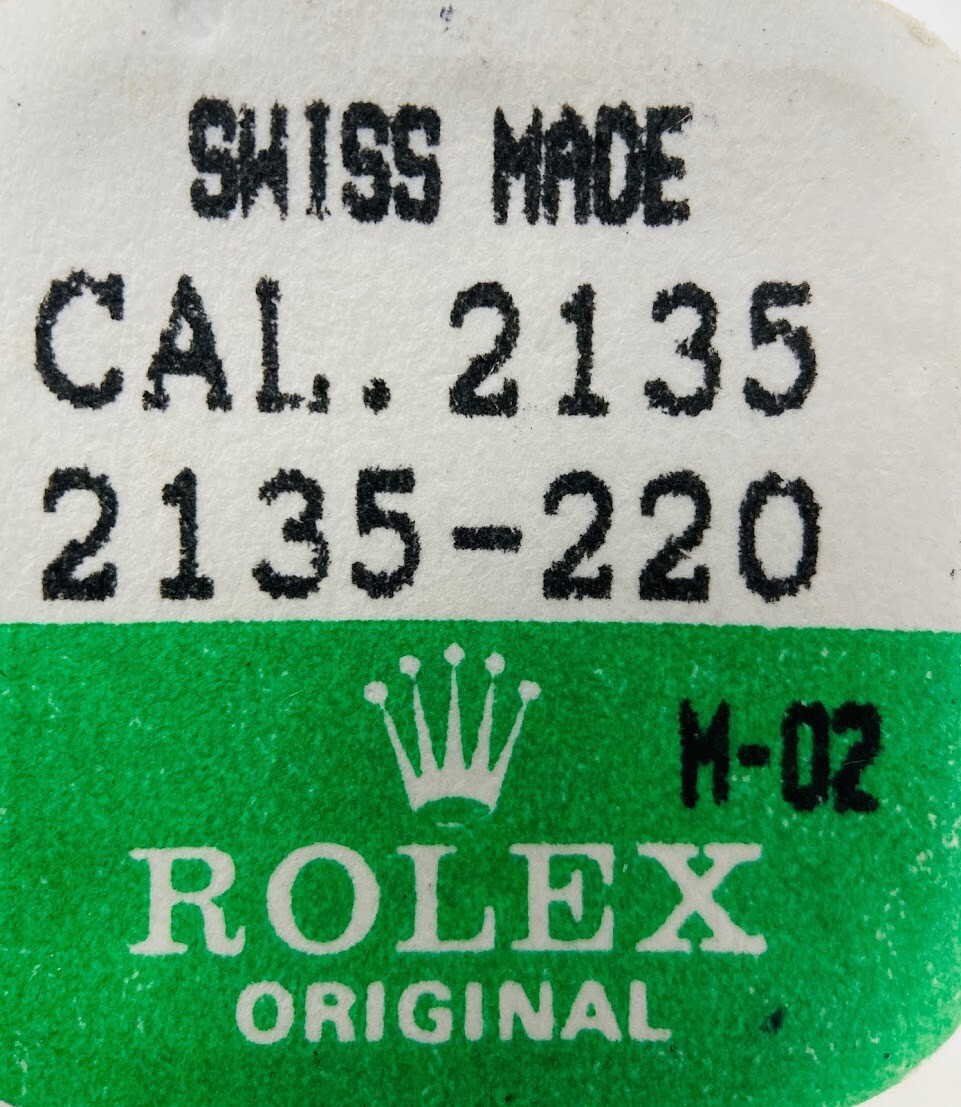 SWISS MADE
CAL. 2135
2135-220
M-02
ROLEX
ORIGINAL